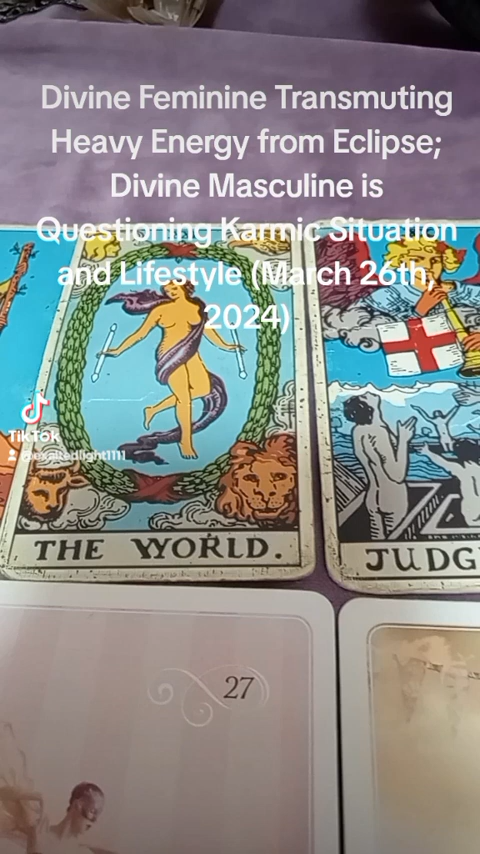 Divine Feminine Transmuting
Heavy Energy from Eclipse;
Divine Masculine is
Questioning Karmic Situation
and Lifestyle (March 26th,
2024)
TikTok
@exaltedlight1111
THE WORLD.
JUDG
27